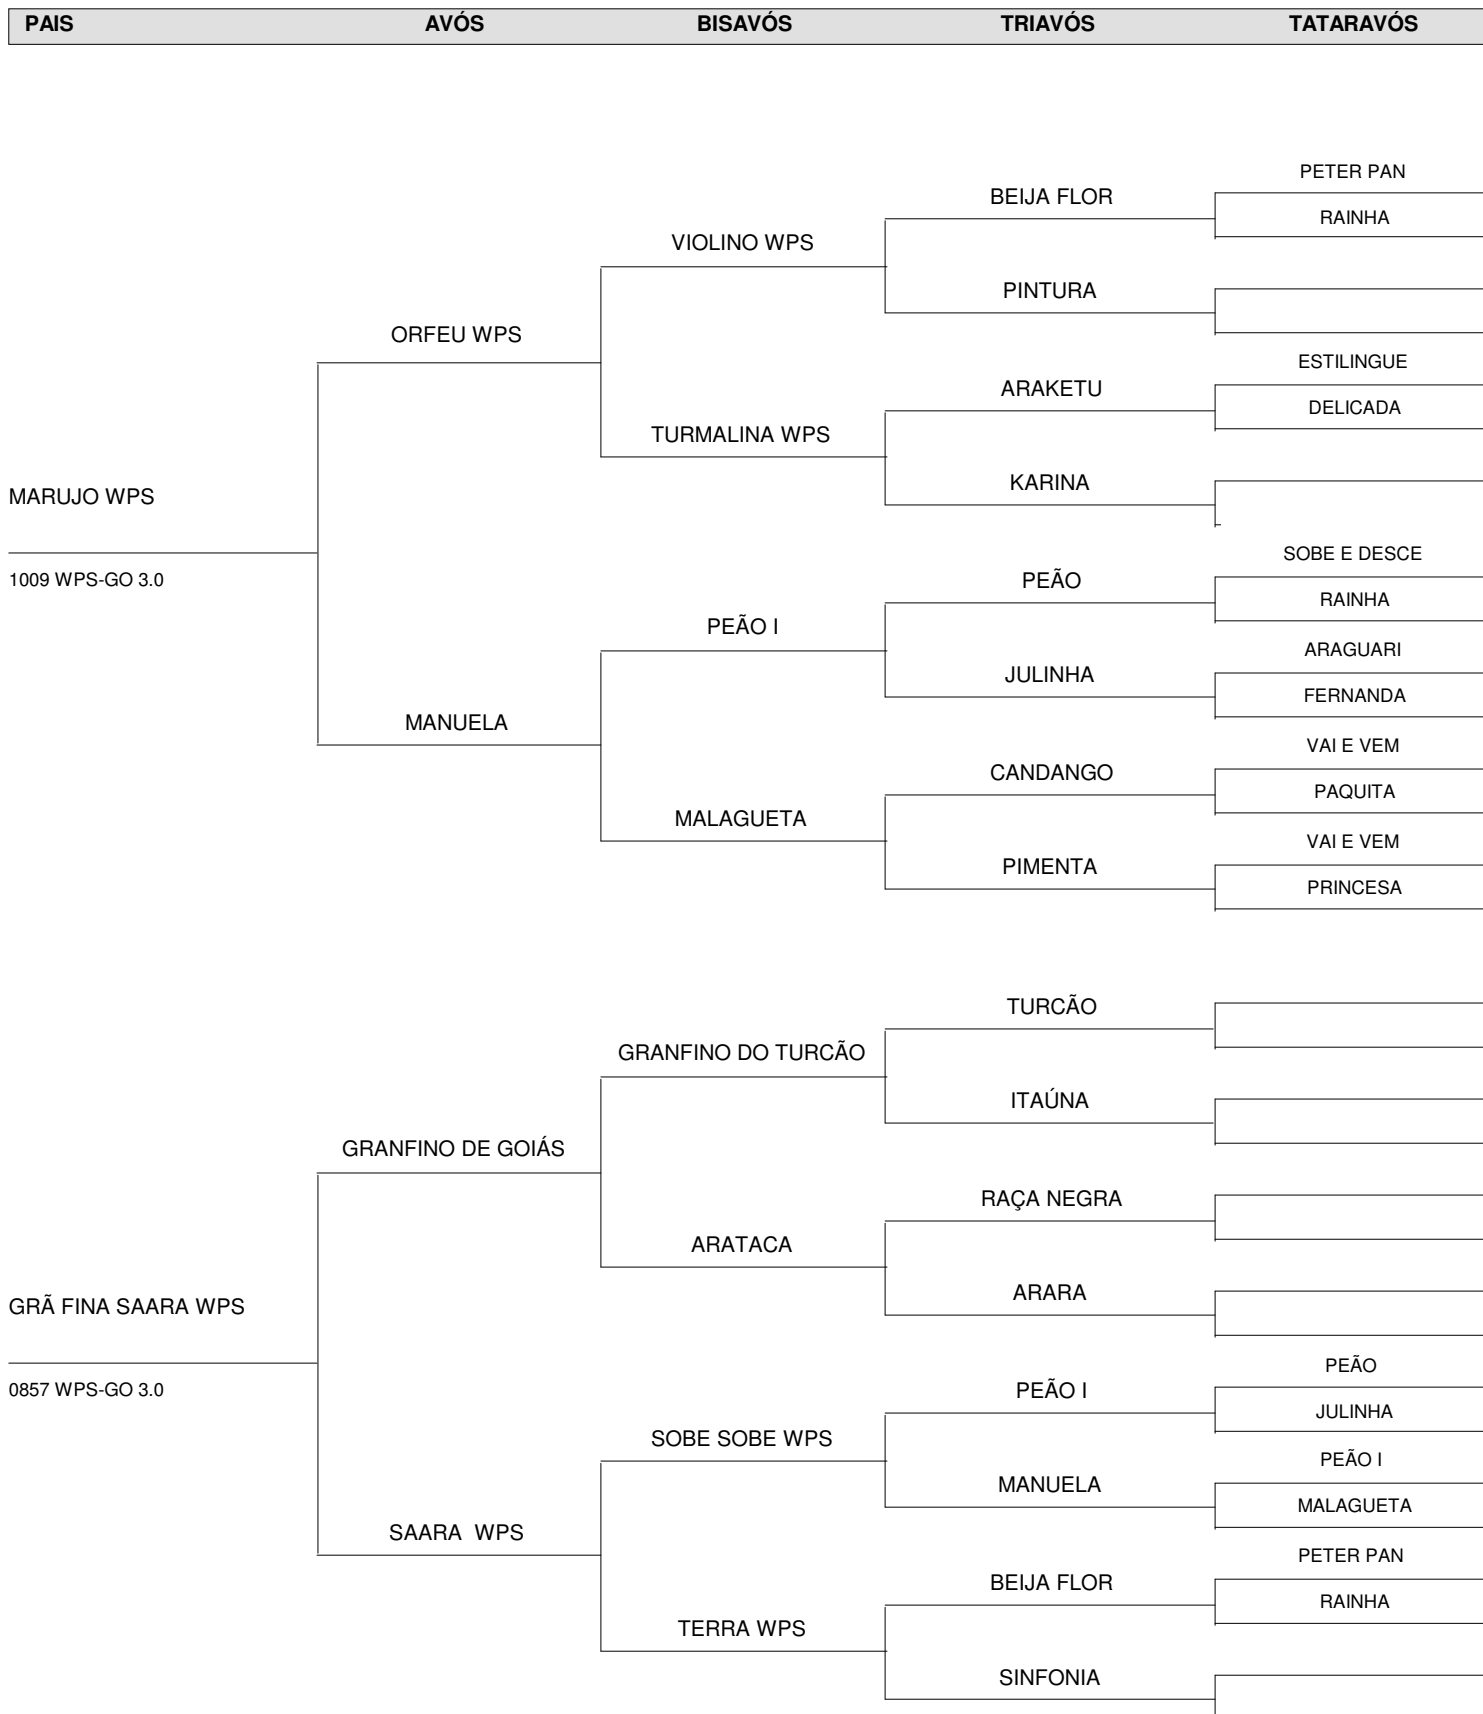 PAIS AVÓS BISAVÓS TRIAVÓS TATARAVÓS
PETER PAN
BEIJA FLOR
RAINHA
VIOLINO WPS
PINTURA
ORFEU WPS
ESTILINGUE
ARAKETU
DELICADA
TURMALINA WPS
KARINA
MARUJO WPS
SOBE E DESCE
1009 WPS-GO 3.0
PEÃO
RAINHA
PEÃO I
ARAGUARI
JULINHA
FERNANDA
MANUELA
VAI E VEM
CANDANGO
PAQUITA
MALAGUETA
VAI E VEM
PIMENTA
PRINCESA
TURCÃO
GRANFINO DO TURCÃO
ITAÚNA
GRANFINO DE GOIÁS
RAÇA NEGRA
ARATACA
ARARA
GRÃ FINA SAARA WPS
PEÃO
0857 WPS-GO 3.0
PEÃO I
JULINHA
SOBE SOBE WPS
PEÃO I
MANUELA
MALAGUETA
SAARA WPS
PETER PAN
BEIJA FLOR
RAINHA
TERRA WPS
SINFONIA